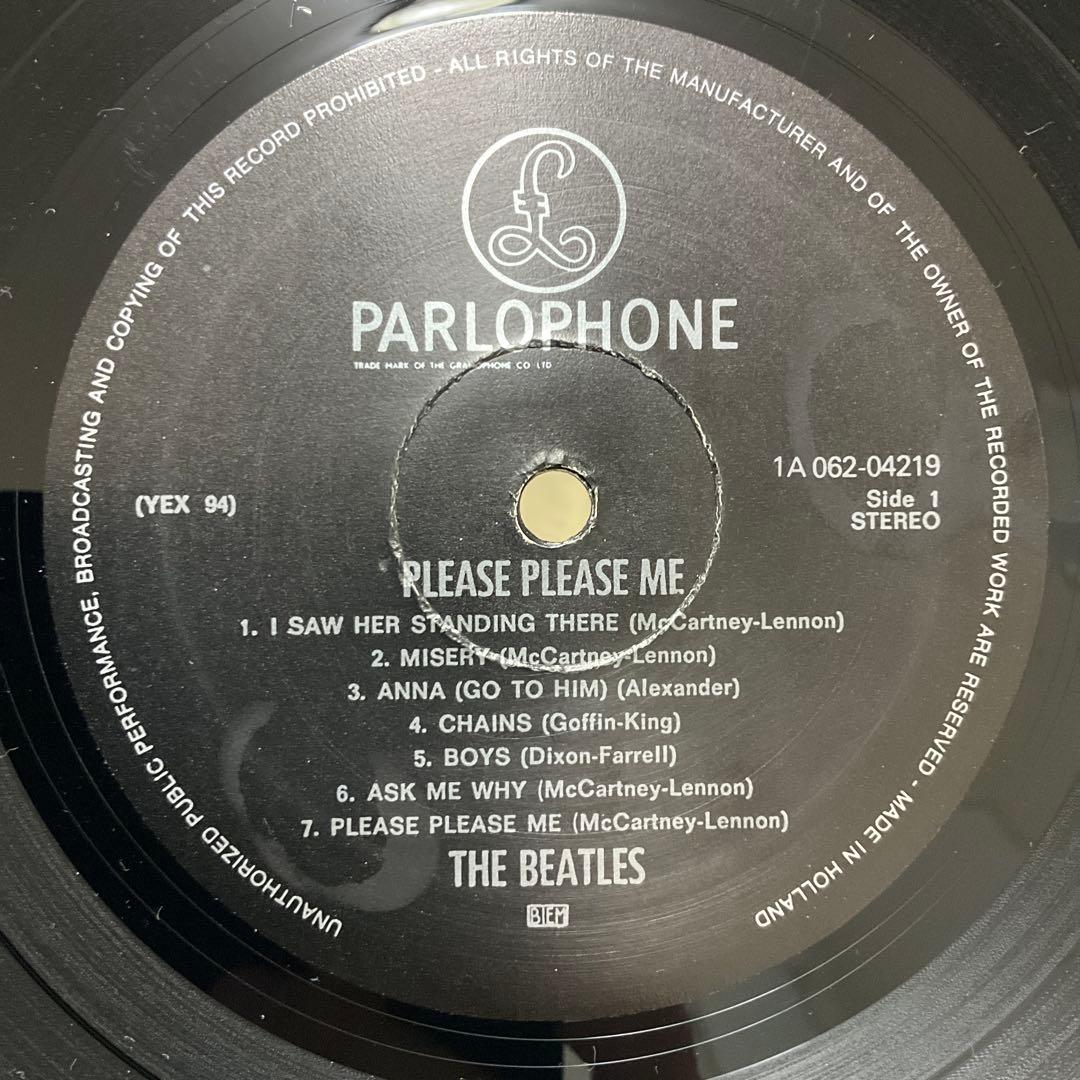 UNAUTHORIZED PUBLIC PERFORMANCE, BROADCASTING AND COPYING OF THIS RECORD PROHIBITED - ALL RIGHTS OF THE MANUFACTURER AND OF THE OWNER OF THE RECORDED WORK ARE RESERVED - MADE IN HOLLAND
£
PARLOPHONE
TRADE MARK OF THE GRAMOPHONE CO LTD
1A 062-04219
(YEX 94)
Side 1
STEREO
PLEASE PLEASE ME
1. I SAW HER STANDING THERE (McCartney-Lennon)
2. MISERY (McCartney-Lennon)
3. ANNA (GO TO HIM) (Alexander)
4. CHAINS (Goffin-King)
5. BOYS (Dixon-Farrell)
6. ASK ME WHY (McCartney-Lennon)
7. PLEASE PLEASE ME (McCartney-Lennon)
THE BEATLES
BIEM